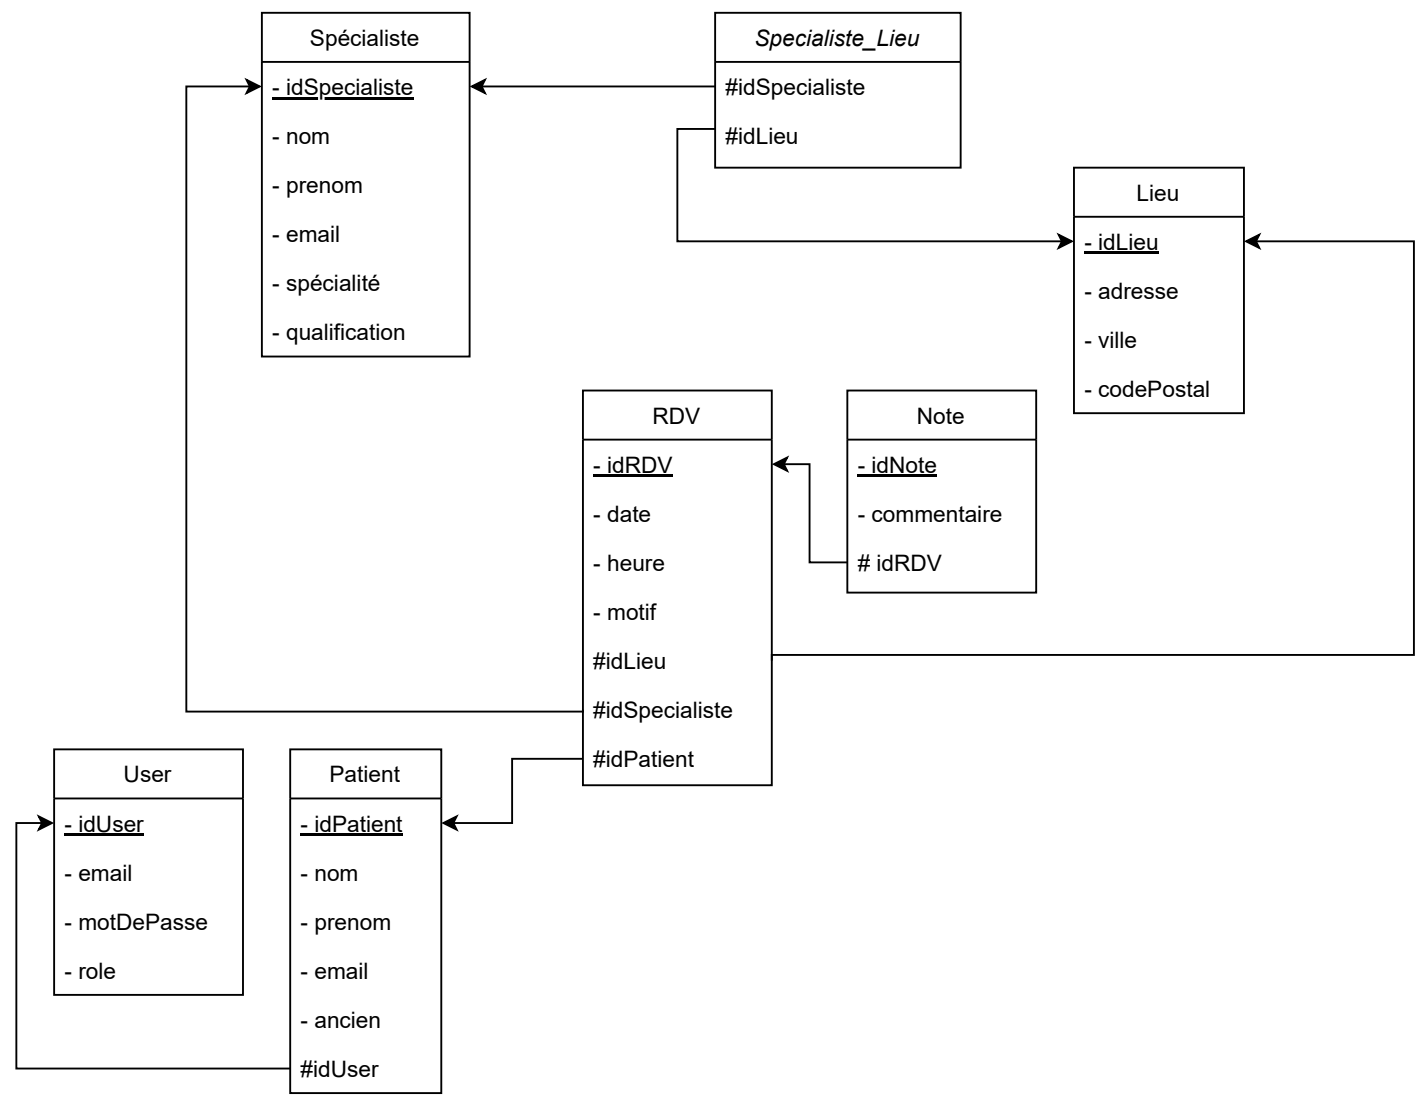 Spécialiste
- idSpecialiste
- nom
- prenom
- email
- spécialité
- qualification
Specialiste_Lieu
#idSpecialiste
#idLieu
Lieu
- idLieu
- adresse
- ville
- codePostal
RDV
- idRDV
- date
- heure
- motif
#idLieu
#idSpecialiste
#idPatient
Note
- idNote
- commentaire
# idRDV
User
- idUser
- email
- motDePasse
- role
Patient
- idPatient
- nom
- prenom
- email
- ancien
#idUser